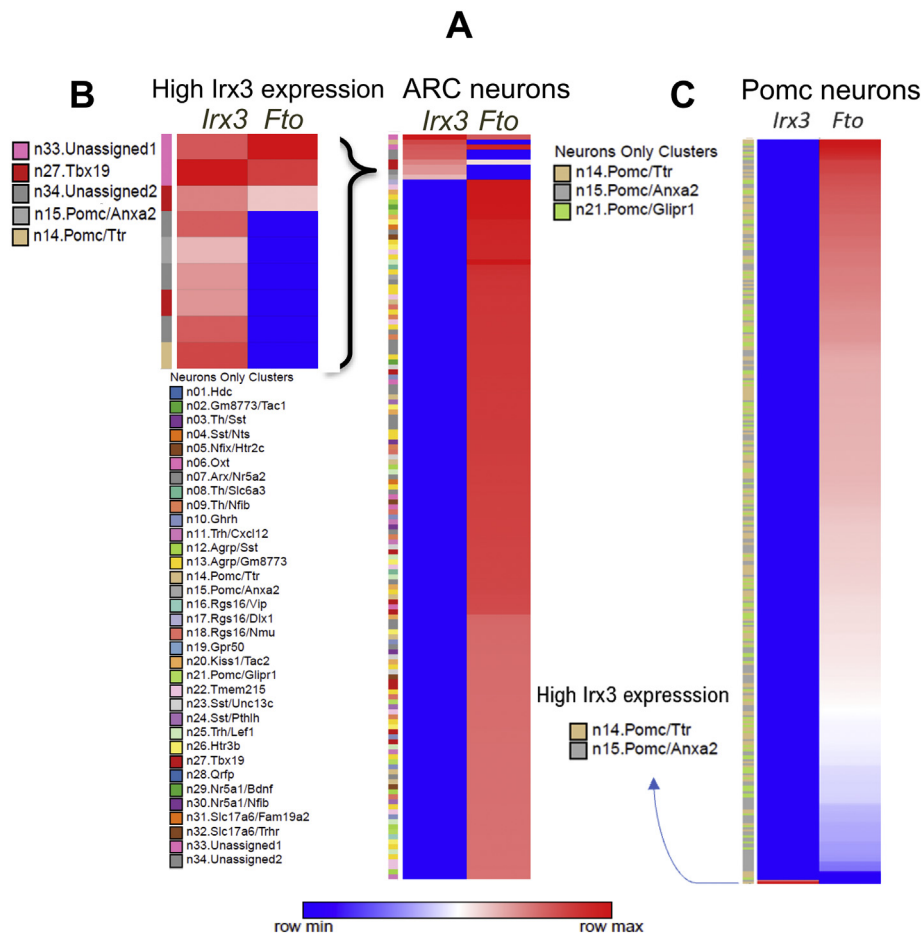 A
B
High Irx3 expression
Irx3 Fto
n33.Unassigned1
n27.Tbx19
n34.Unassigned2
n15.Pomc/Anxa2
n14.Pomc/Ttr
Neurons Only Clusters
n01.Hdc
n02.Gm8773/Tac1
n03.Th/Sst
n04.Sst/Nts
n05.Nfix/Htr2c
n06.Oxt
n07.Arx/Nr5a2
n08.Th/Slc6a3
n09.Th/Nfib
n10.Ghrh
n11.Trh/Cxcl12
n12.Agrp/Sst
n13.Agrp/Gm8773
n14.Pomc/Ttr
n15.Pomc/Anxa2
n16.Rgs16/Vip
n17.Rgs16/Dlx1
n18.Rgs16/Nmu
n19.Gpr50
n20.Kiss1/Tac2
n21.Pomc/Glipr1
n22.Tmem215
n23.Sst/Unc13c
n24.Sst/Pthlh
n25.Trh/Lef1
n26.Htr3b
n27.Tbx19
n28.Qrfp
n29.Nr5a1/Bdnf
n30.Nr5a1/Nfib
n31.Slc17a6/Fam19a2
n32.Slc17a6/Trhr
n33.Unassigned1
n34.Unassigned2
ARC neurons
Irx3 Fto
C
Pomc neurons
Irx3 Fto
Neurons Only Clusters
n14.Pomc/Ttr
n15.Pomc/Anxa2
n21.Pomc/Glipr1
High Irx3 expresssion
n14.Pomc/Ttr
n15.Pomc/Anxa2
row min
row max